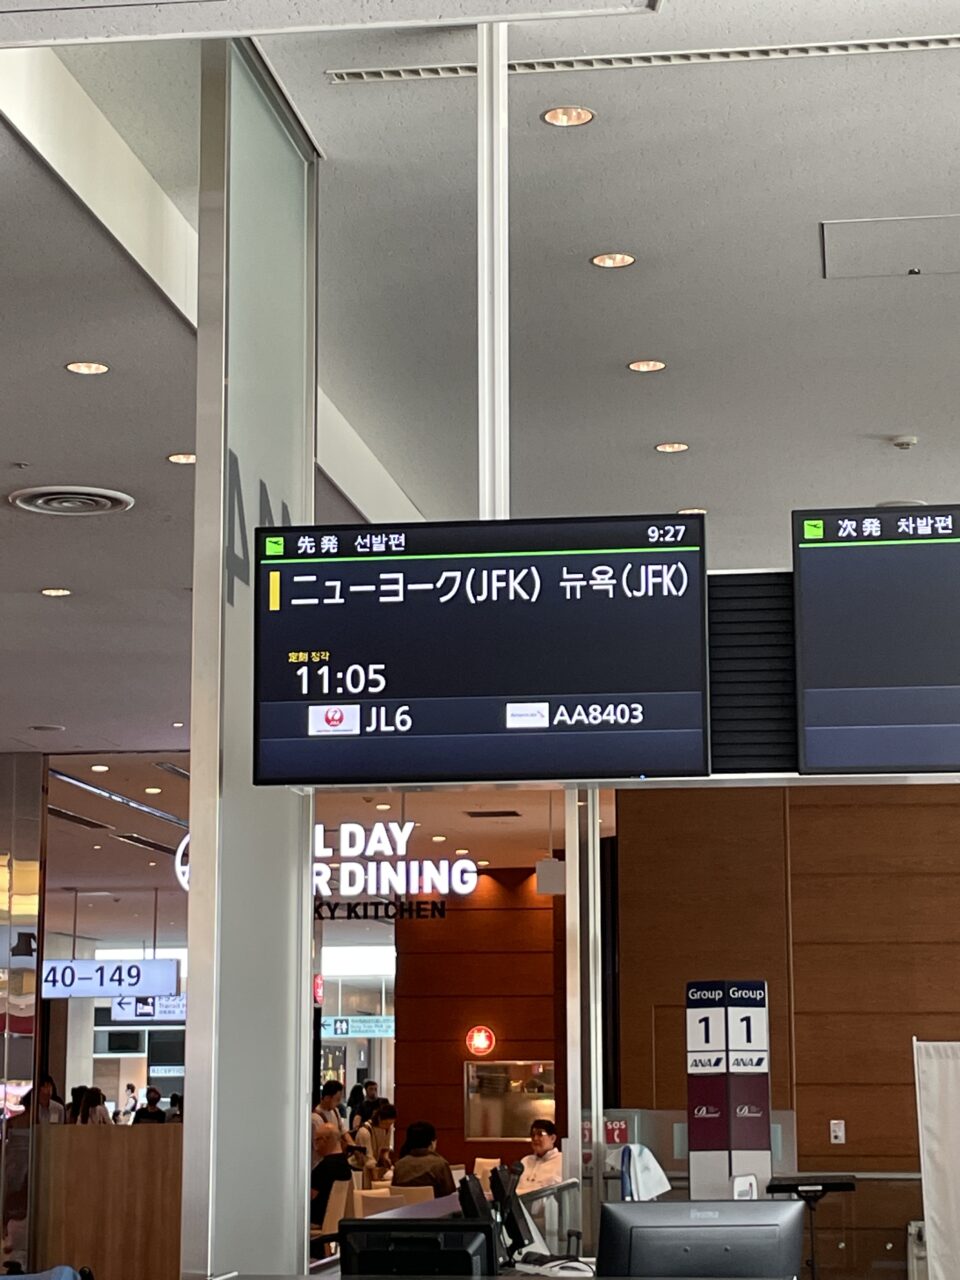 先発 선발편 9:27
次発 차발편
ニューヨーク(JFK) 뉴욕(JFK)
定刻 정각
11:05
JL6 AA8403
L DAY
R DINING
KY KITCHEN
40–149
Group Group
1 1
ANA ANA
SOS